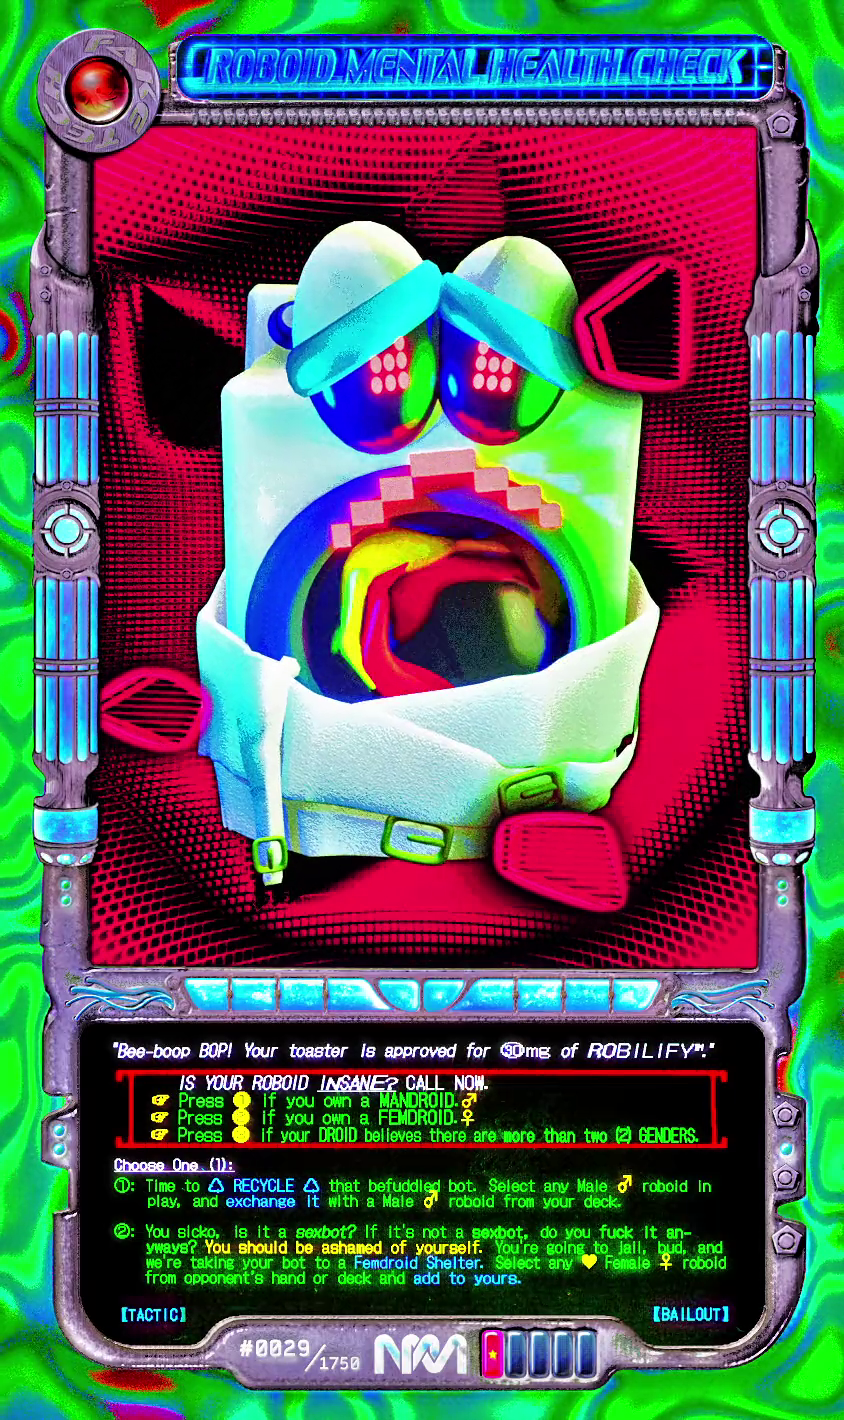 ROBOID MENTAL HEALTH CHECK
FAKE TECH
"Bee-boop BOP! Your toaster is approved for 30mg of ROBILIFY™."
IS YOUR ROBOID INSANE? CALL NOW.
☞ Press ① if you own a MANDROID.♂
☞ Press if you own a FEMDROID.♀
☞ Press if your DROID believes there are more than two (2) GENDERS.
Choose One (1):
①: Time to ♺ RECYCLE ♺ that befuddled bot. Select any Male ♂ roboid in
play, and exchange it with a Male ♂ roboid from your deck.
②: You sicko, is it a sexbot? If it's not a sexbot, do you fuck it an-
yways? You should be ashamed of yourself. You're going to jail, bud, and
we're taking your bot to a Femdroid Shelter. Select any ♥ Female ♀ roboid
from opponent's hand or deck and add to yours.
[TACTIC]
[BAILOUT]
#0029/1750